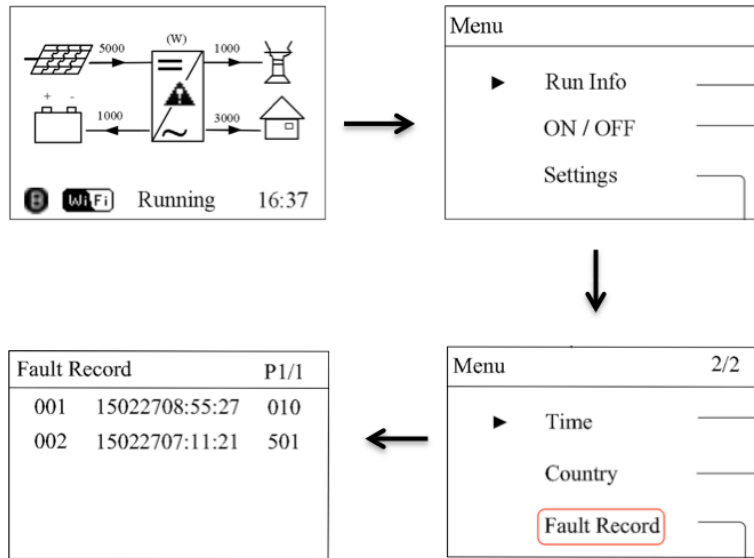 (W)
5000
1000
+ -
1000
3000
WiFi Running 16:37
Menu
Run Info
ON / OFF
Settings
Menu 2/2
Time
Country
Fault Record
Fault Record P1/1
001 15022708:55:27 010
002 15022707:11:21 501